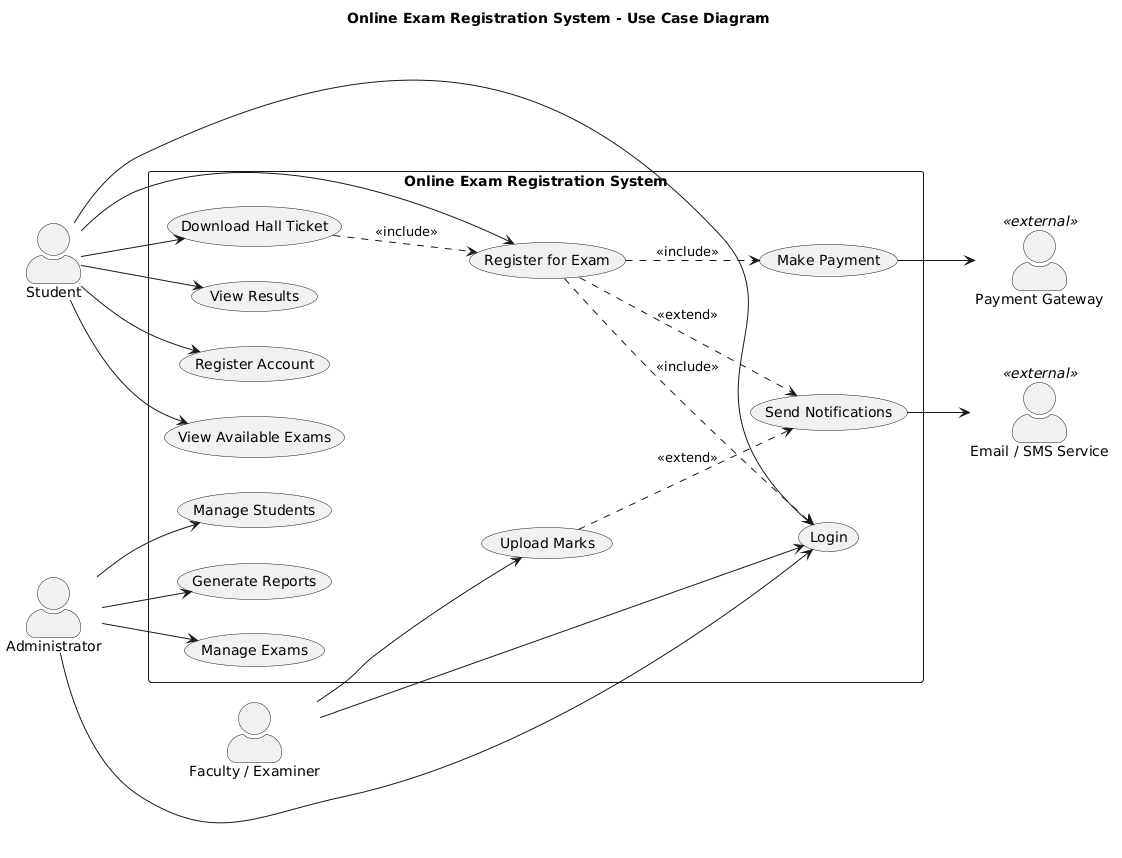 Online Exam Registration System - Use Case Diagram
Online Exam Registration System
Download Hall Ticket
«include»
Register for Exam
«include»
Make Payment
«external»
Payment Gateway
Student
View Results
«extend»
Register Account
«include»
«external»
Email / SMS Service
Send Notifications
View Available Exams
«extend»
Manage Students
Upload Marks
Login
Generate Reports
Administrator
Manage Exams
Faculty / Examiner